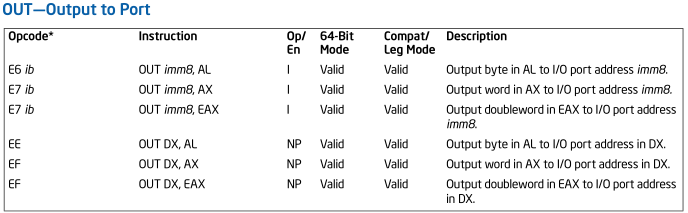 OUT—Output to Port
Opcode* Instruction Op/ 64-Bit Compat/ Description
En Mode Leg Mode
E6 ib OUT imm8, AL I Valid Valid Output byte in AL to I/O port address imm8.
E7 ib OUT imm8, AX I Valid Valid Output word in AX to I/O port address imm8.
E7 ib OUT imm8, EAX I Valid Valid Output doubleword in EAX to I/O port address
imm8.
EE OUT DX, AL NP Valid Valid Output byte in AL to I/O port address in DX.
EF OUT DX, AX NP Valid Valid Output word in AX to I/O port address in DX.
EF OUT DX, EAX NP Valid Valid Output doubleword in EAX to I/O port address
in DX.